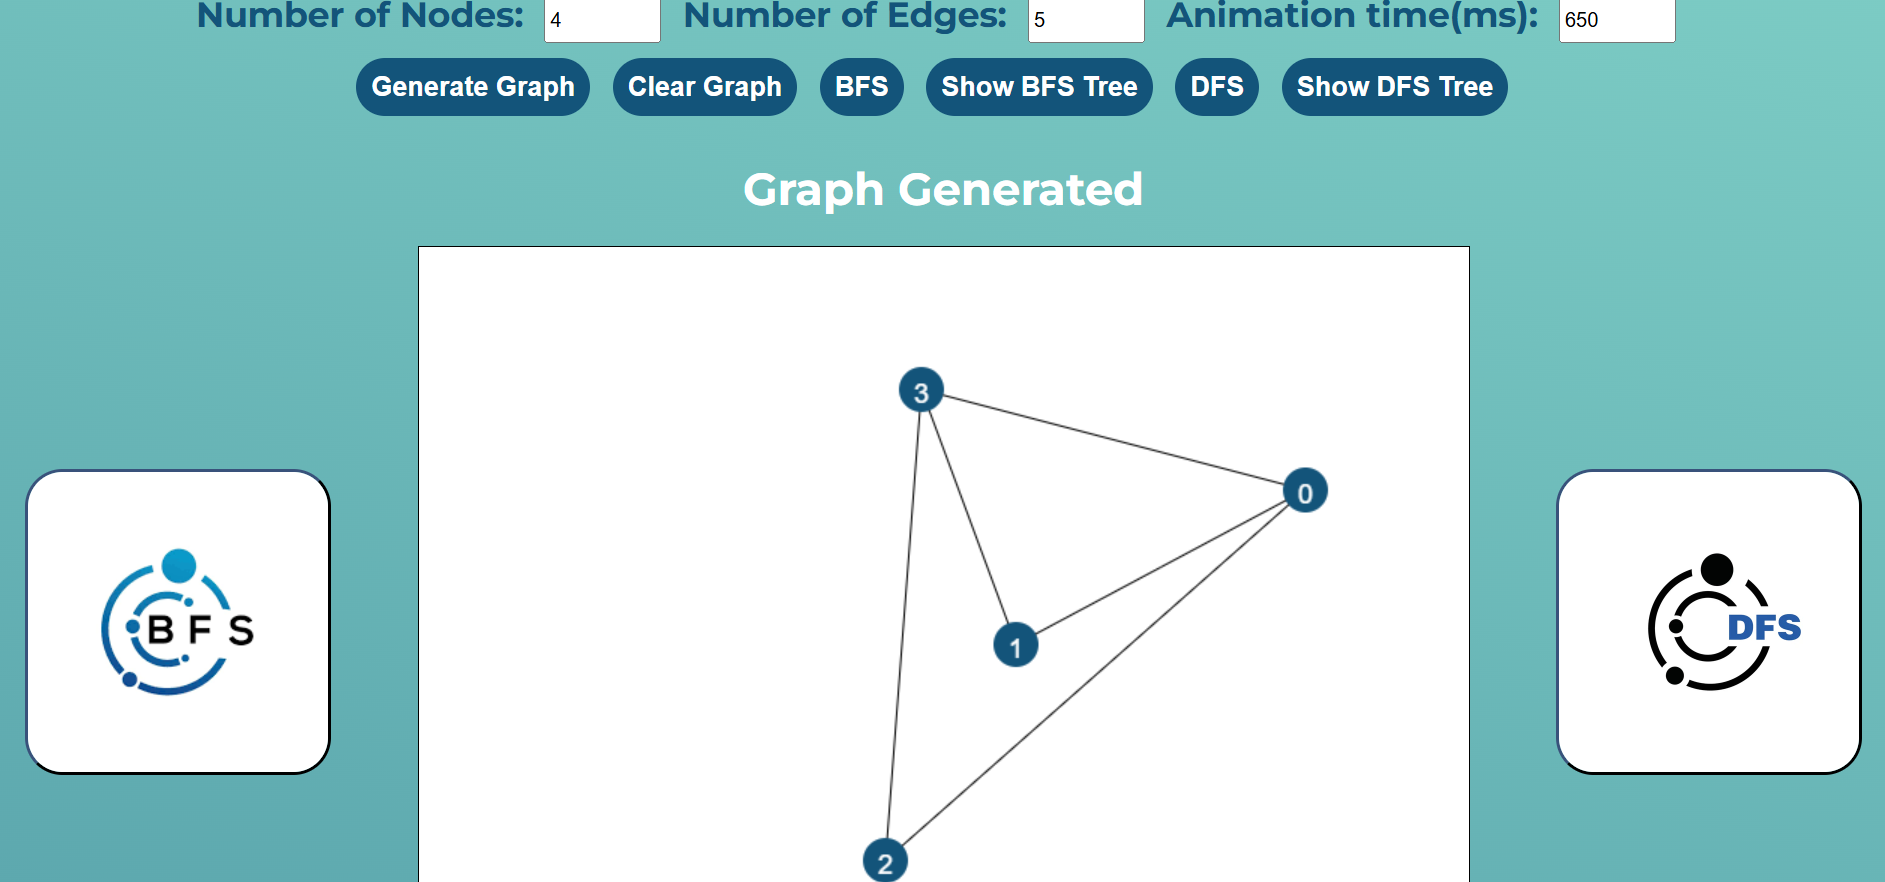 Number of Nodes: 4 Number of Edges: 5 Animation time(ms): 650
Generate Graph Clear Graph BFS Show BFS Tree DFS Show DFS Tree
Graph Generated
3
0
BFS
DFS
1
2